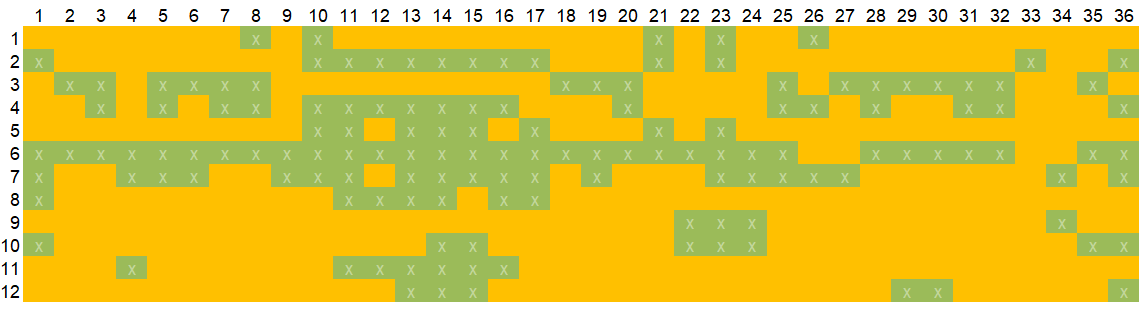 1 2 3 4 5 6 7 8 9 10 11 12 13 14 15 16 17 18 19 20 21 22 23 24 25 26 27 28 29 30 31 32 33 34 35 36
1 x x x x x
2 x x x x x x x x x x x x x
3 x x x x x x x x x x x x x x x x x
4 x x x x x x x x x x x x x x x x x x
5 x x x x x x x x
6 x x x x x x x x x x x x x x x x x x x x x x x x x x x x x x x x
7 x x x x x x x x x x x x x x x x x x x x
8 x x x x x x x
9 x x x x
10 x x x x x x x x
11 x x x x x x x
12 x x x x x x